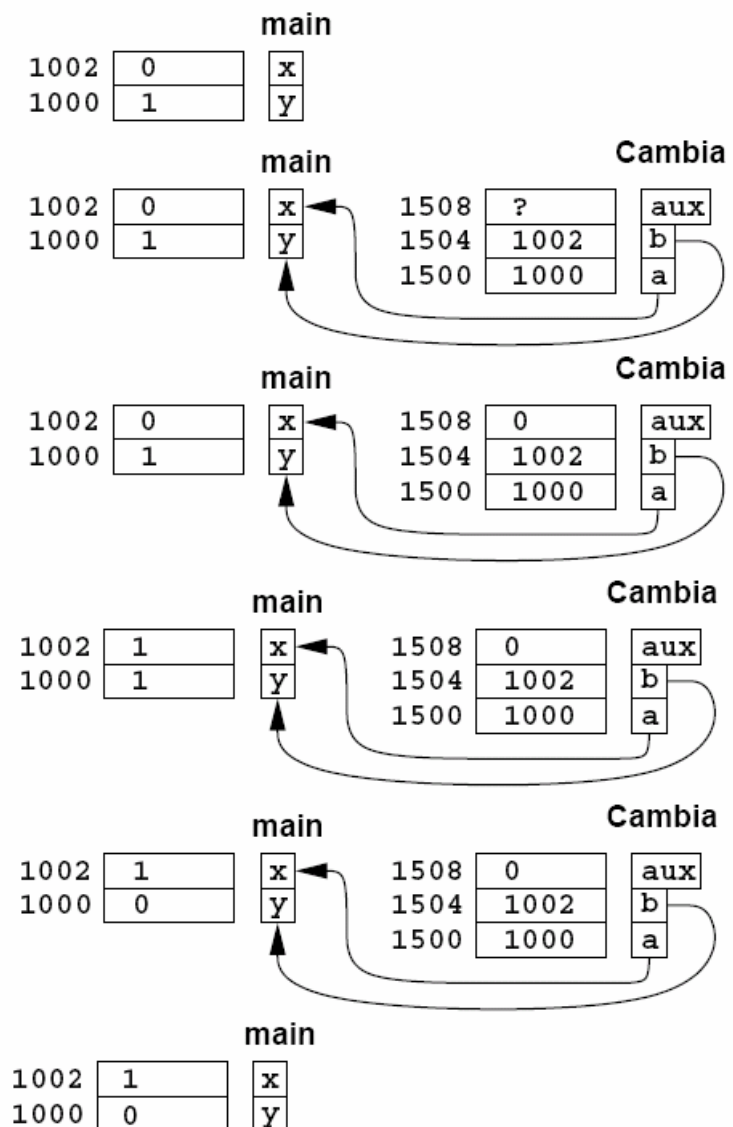 main
1002 0 x
1000 1 y
main Cambia
1002 0 x 1508 ? aux
1000 1 y 1504 1002 b
1500 1000 a
main Cambia
1002 0 x 1508 0 aux
1000 1 y 1504 1002 b
1500 1000 a
main Cambia
1002 1 x 1508 0 aux
1000 1 y 1504 1002 b
1500 1000 a
main Cambia
1002 1 x 1508 0 aux
1000 0 y 1504 1002 b
1500 1000 a
main
1002 1 x
1000 0 y